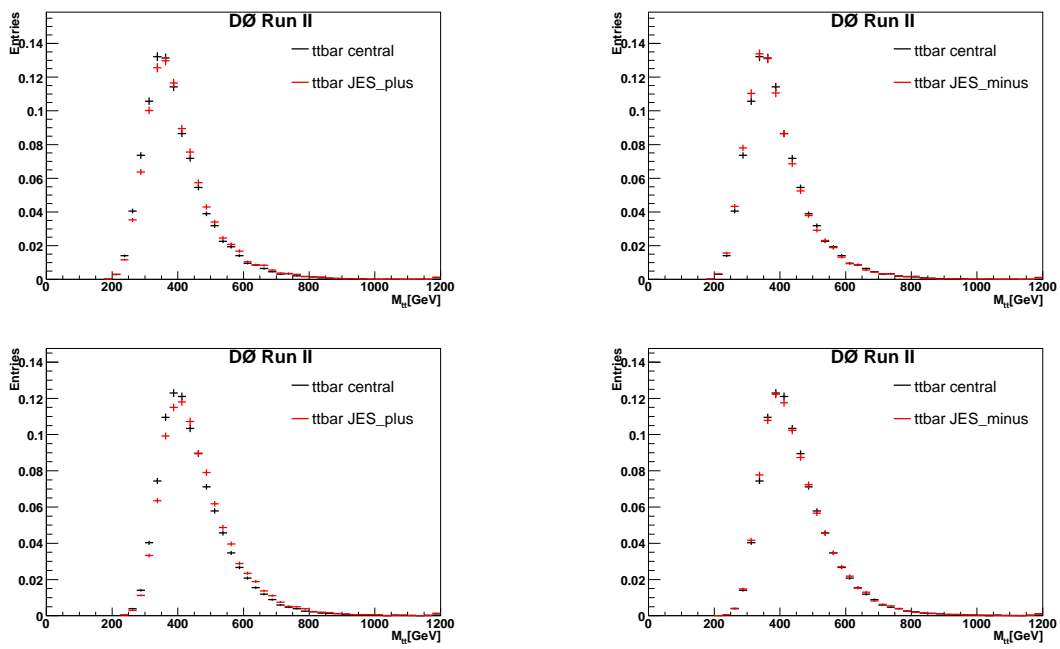 DØ Run II
Entries
0.14
0.12
0.1
0.08
0.06
0.04
0.02
0
ttbar central
ttbar JES_plus
0 200 400 600 800 1000 1200
M_tt[GeV]
DØ Run II
Entries
0.14
0.12
0.1
0.08
0.06
0.04
0.02
0
ttbar central
ttbar JES_minus
0 200 400 600 800 1000 1200
M_tt[GeV]
DØ Run II
Entries
0.14
0.12
0.1
0.08
0.06
0.04
0.02
0
ttbar central
ttbar JES_plus
0 200 400 600 800 1000 1200
M_tt[GeV]
DØ Run II
Entries
0.14
0.12
0.1
0.08
0.06
0.04
0.02
0
ttbar central
ttbar JES_minus
0 200 400 600 800 1000 1200
M_tt[GeV]